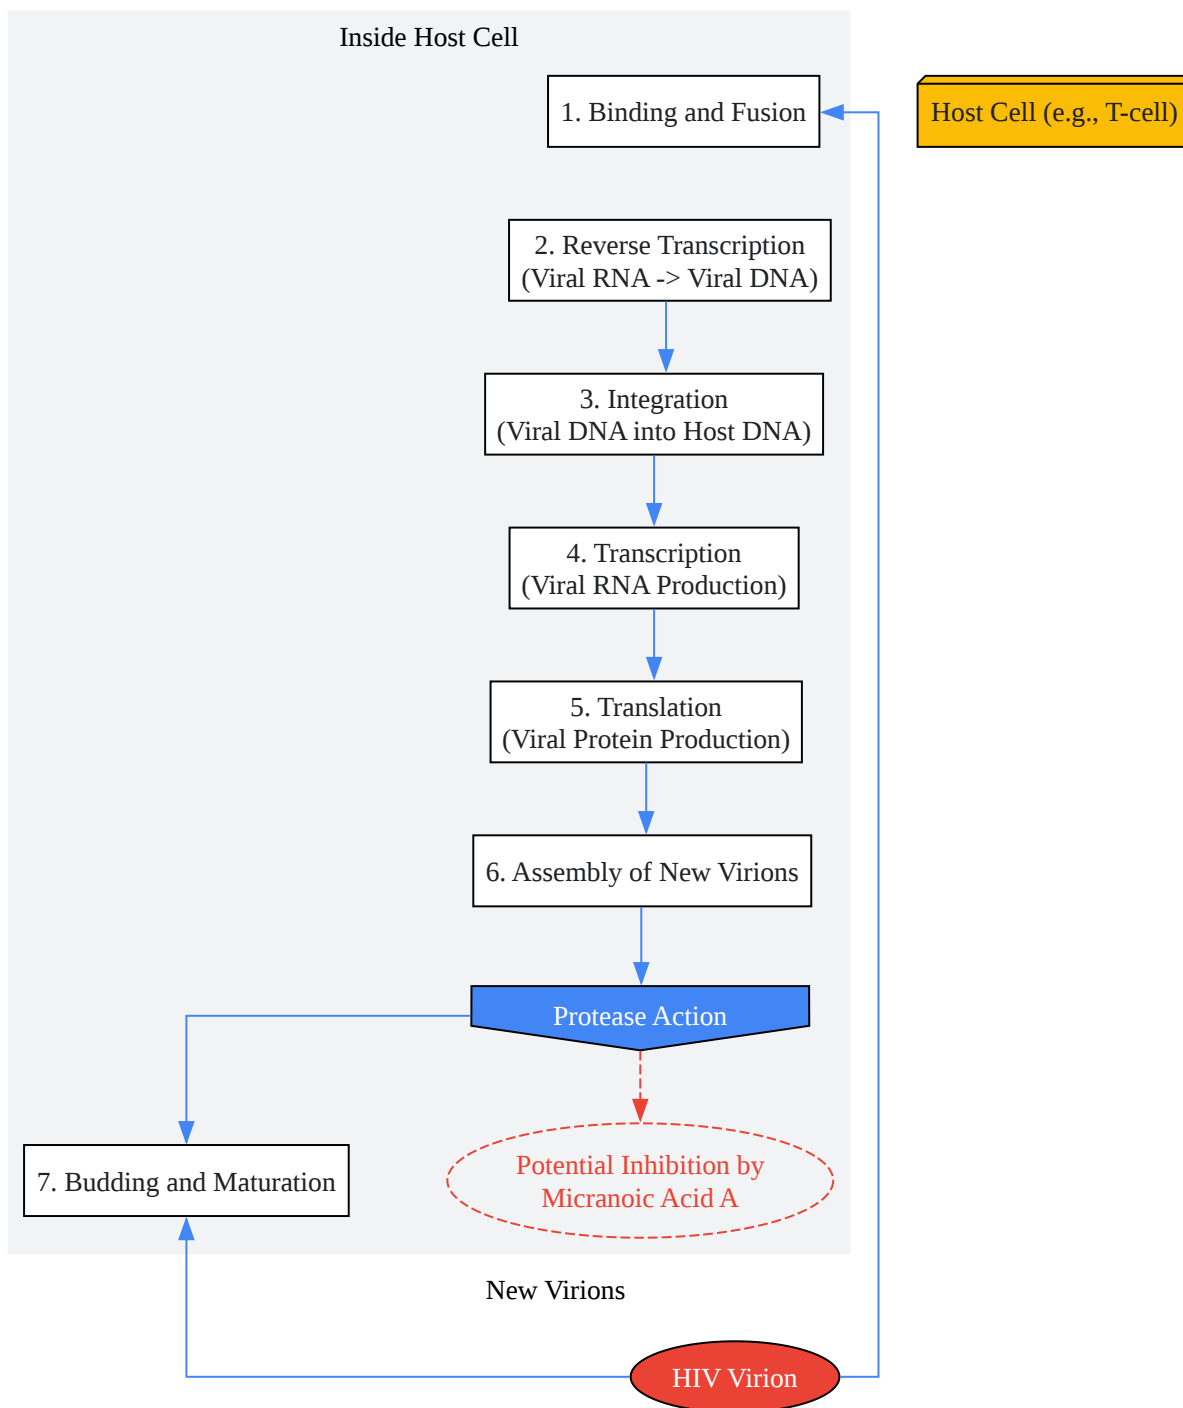 Inside Host Cell
1. Binding and Fusion
Host Cell (e.g., T-cell)
2. Reverse Transcription
(Viral RNA -> Viral DNA)
3. Integration
(Viral DNA into Host DNA)
4. Transcription
(Viral RNA Production)
5. Translation
(Viral Protein Production)
6. Assembly of New Virions
Protease Action
Potential Inhibition by
Micranoic Acid A
7. Budding and Maturation
New Virions
HIV Virion